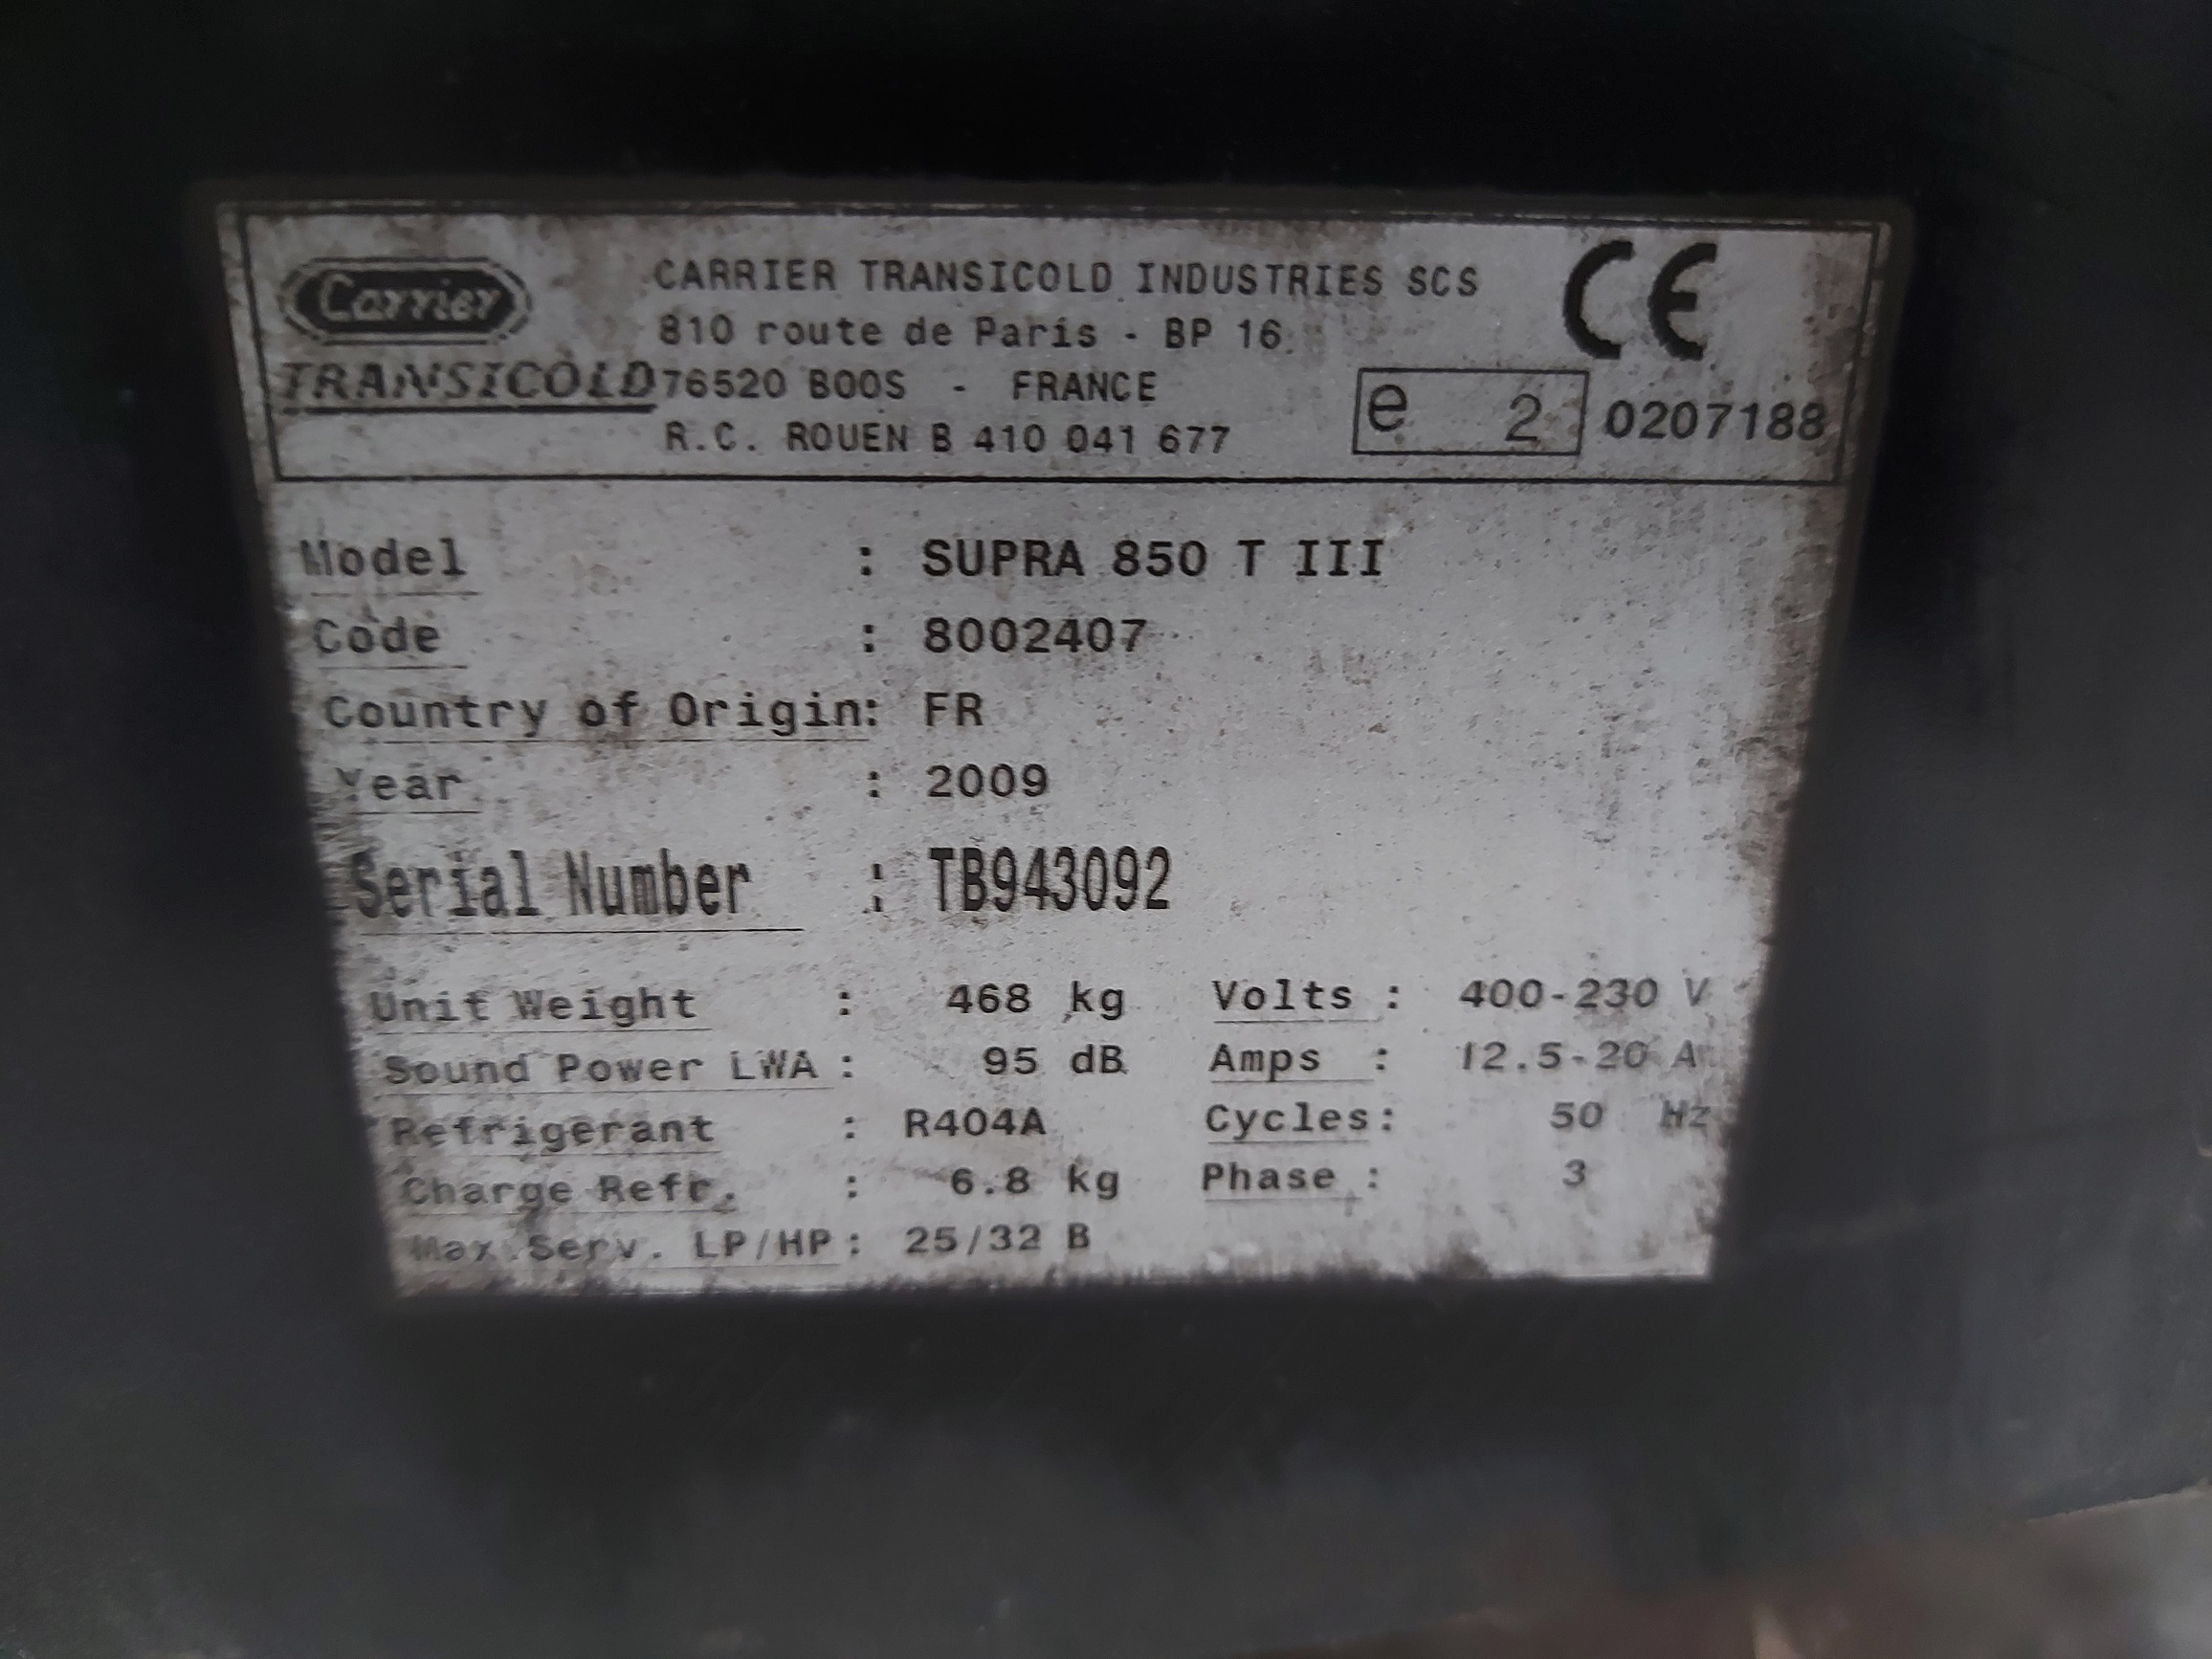 Carrier
TRANSICOLD
CARRIER TRANSICOLD INDUSTRIES SCS
810 route de Paris - BP 16
76520 BOOS - FRANCE
R.C. ROUEN B 410 041 677
CE
e 2 0207188
Model : SUPRA 850 T III
Code : 8002407
Country of Origin: FR
Year : 2009
Serial Number : TB943092
Unit Weight : 468 kg Volts : 400-230 V
Sound Power LWA : 95 dB Amps : 12.5-20 A
Refrigerant : R404A Cycles: 50 Hz
Charge Refr. : 6.8 kg Phase : 3
Max.Serv. LP/HP: 25/32 B